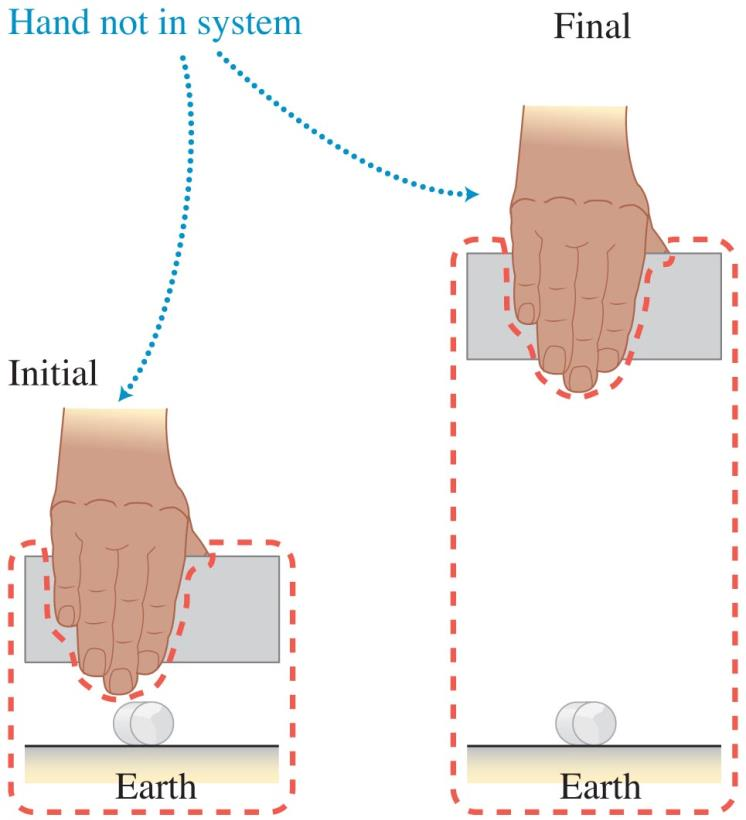 Hand not in system
Final
Initial
Earth
Earth